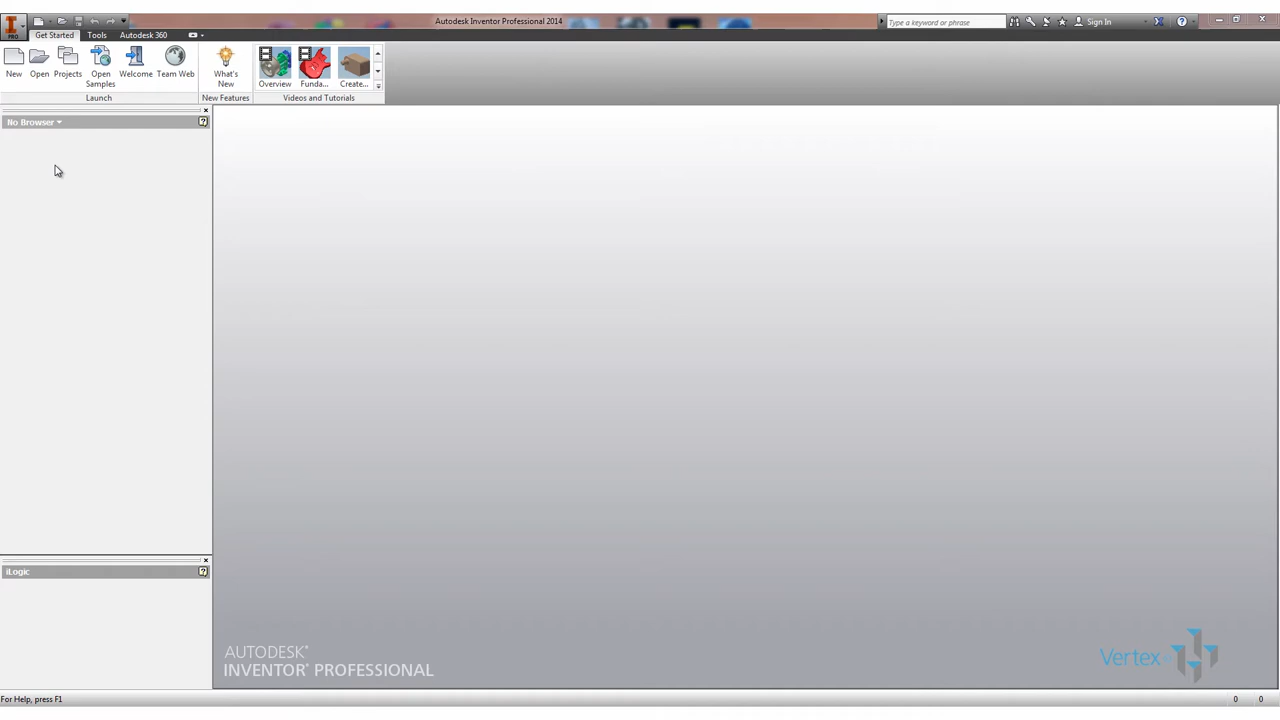 Autodesk Inventor Professional 2014
Type a keyword or phrase
Sign In
PRO
Get Started
Tools
Autodesk 360
New
Open
Projects
Open Samples
Welcome
Team Web
What's New
Overview
Funda...
Create...
Launch
New Features
Videos and Tutorials
No Browser
iLogic
AUTODESK®
INVENTOR® PROFESSIONAL
Vertex
For Help, press F1
0
0